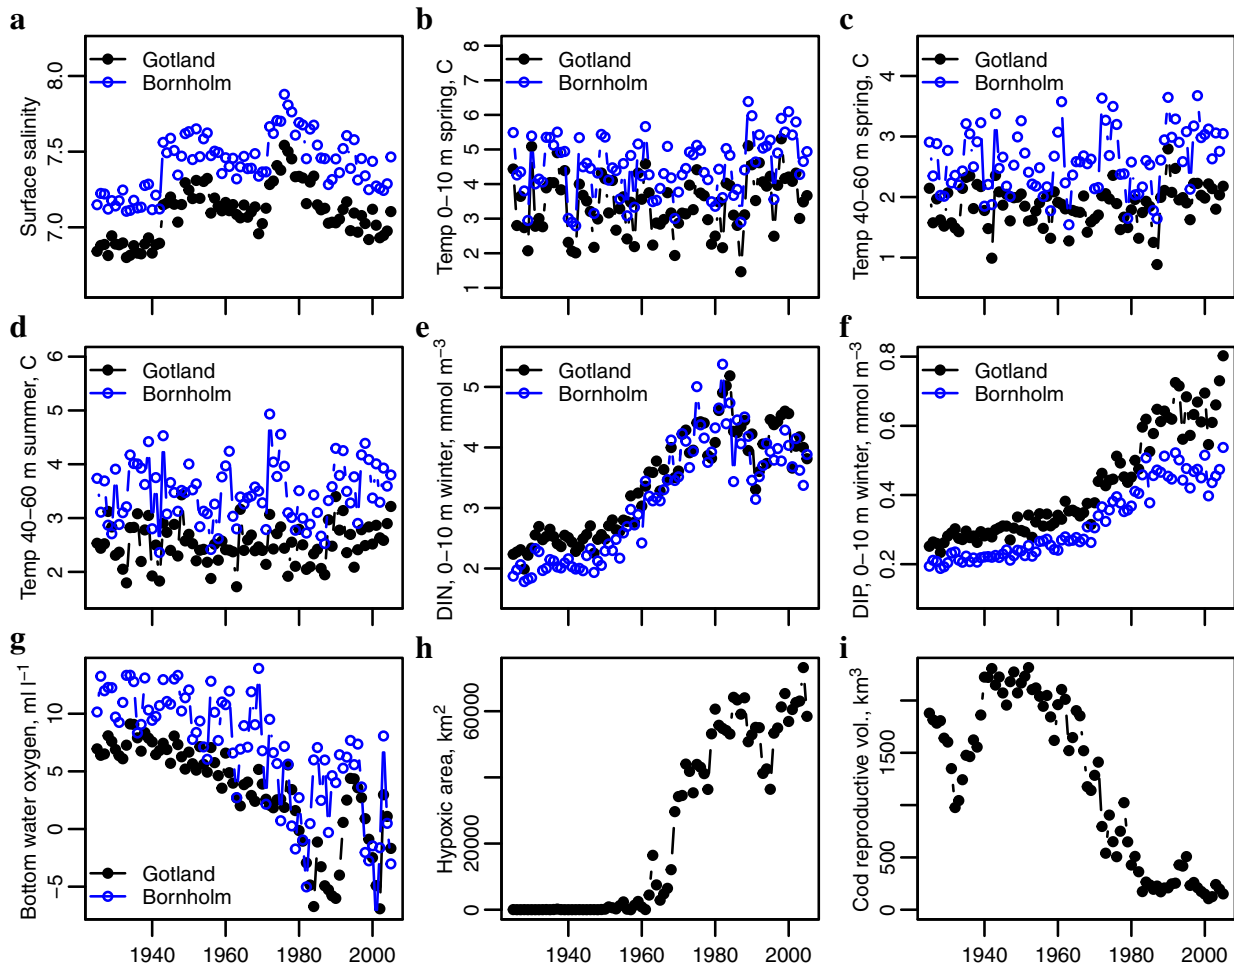 a
b
c
Surface salinity
8.0
7.5
7.0
Gotland
Bornholm
Temp 0−10 m spring, C
8
7
6
5
4
3
2
1
Gotland
Bornholm
Temp 40−60 m spring, C
4
3
2
1
Gotland
Bornholm
d
e
f
Temp 40−60 m summer, C
6
5
4
3
2
Gotland
Bornholm
DIN, 0−10 m winter, mmol m−3
5
4
3
2
Gotland
Bornholm
DIP, 0−10 m winter, mmol m−3
0.8
0.6
0.4
0.2
Gotland
Bornholm
g
h
i
Bottom water oxygen, ml l−1
10
5
0
−5
Gotland
Bornholm
1940 1960 1980 2000
Hypoxic area, km2
60000
20000
0
1940 1960 1980 2000
Cod reproductive vol., km3
1500
500
0
1940 1960 1980 2000